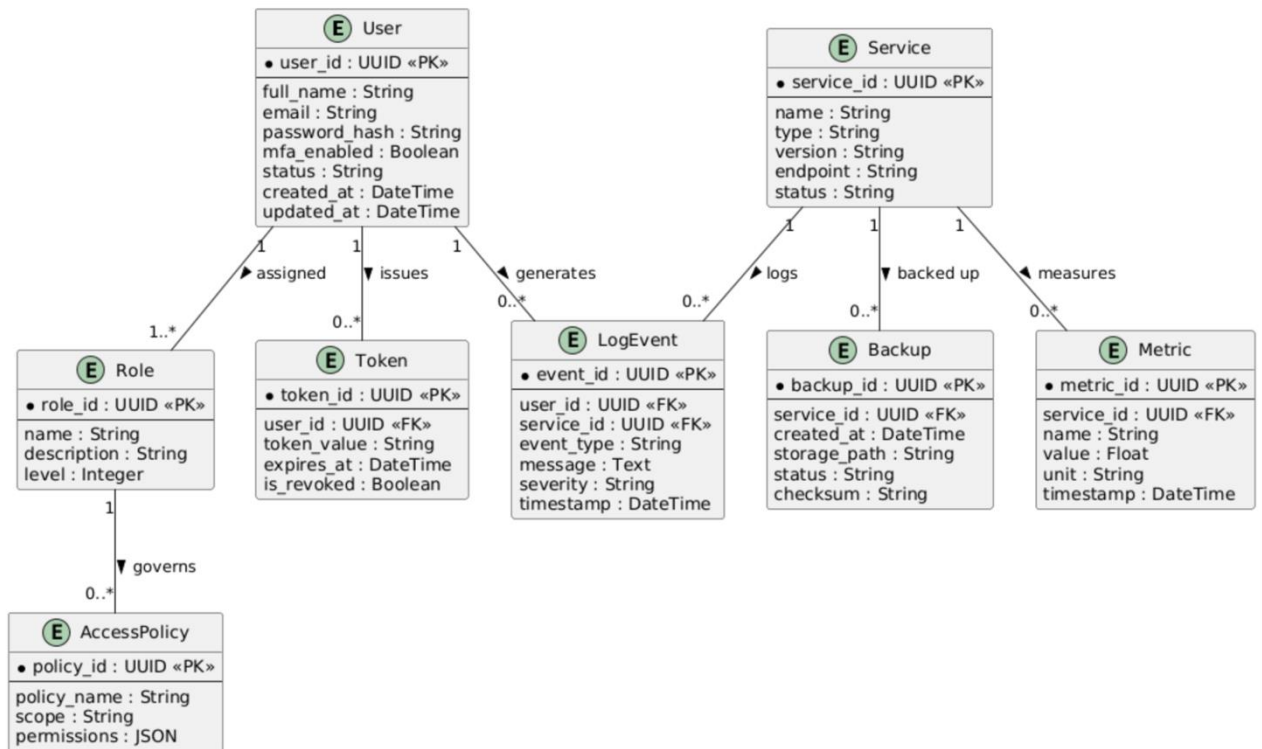 E User
• user_id : UUID «PK»
full_name : String
email : String
password_hash : String
mfa_enabled : Boolean
status : String
created_at : DateTime
updated_at : DateTime
E Service
• service_id : UUID «PK»
name : String
type : String
version : String
endpoint : String
status : String
1
assigned
1..*
1
issues
0..*
1
generates
0..*
1
logs
0..*
1
backed up
0..*
1
measures
0..*
E Role
• role_id : UUID «PK»
name : String
description : String
level : Integer
E Token
• token_id : UUID «PK»
user_id : UUID «FK»
token_value : String
expires_at : DateTime
is_revoked : Boolean
E LogEvent
• event_id : UUID «PK»
user_id : UUID «FK»
service_id : UUID «FK»
event_type : String
message : Text
severity : String
timestamp : DateTime
E Backup
• backup_id : UUID «PK»
service_id : UUID «FK»
created_at : DateTime
storage_path : String
status : String
checksum : String
E Metric
• metric_id : UUID «PK»
service_id : UUID «FK»
name : String
value : Float
unit : String
timestamp : DateTime
1
governs
0..*
E AccessPolicy
• policy_id : UUID «PK»
policy_name : String
scope : String
permissions : JSON